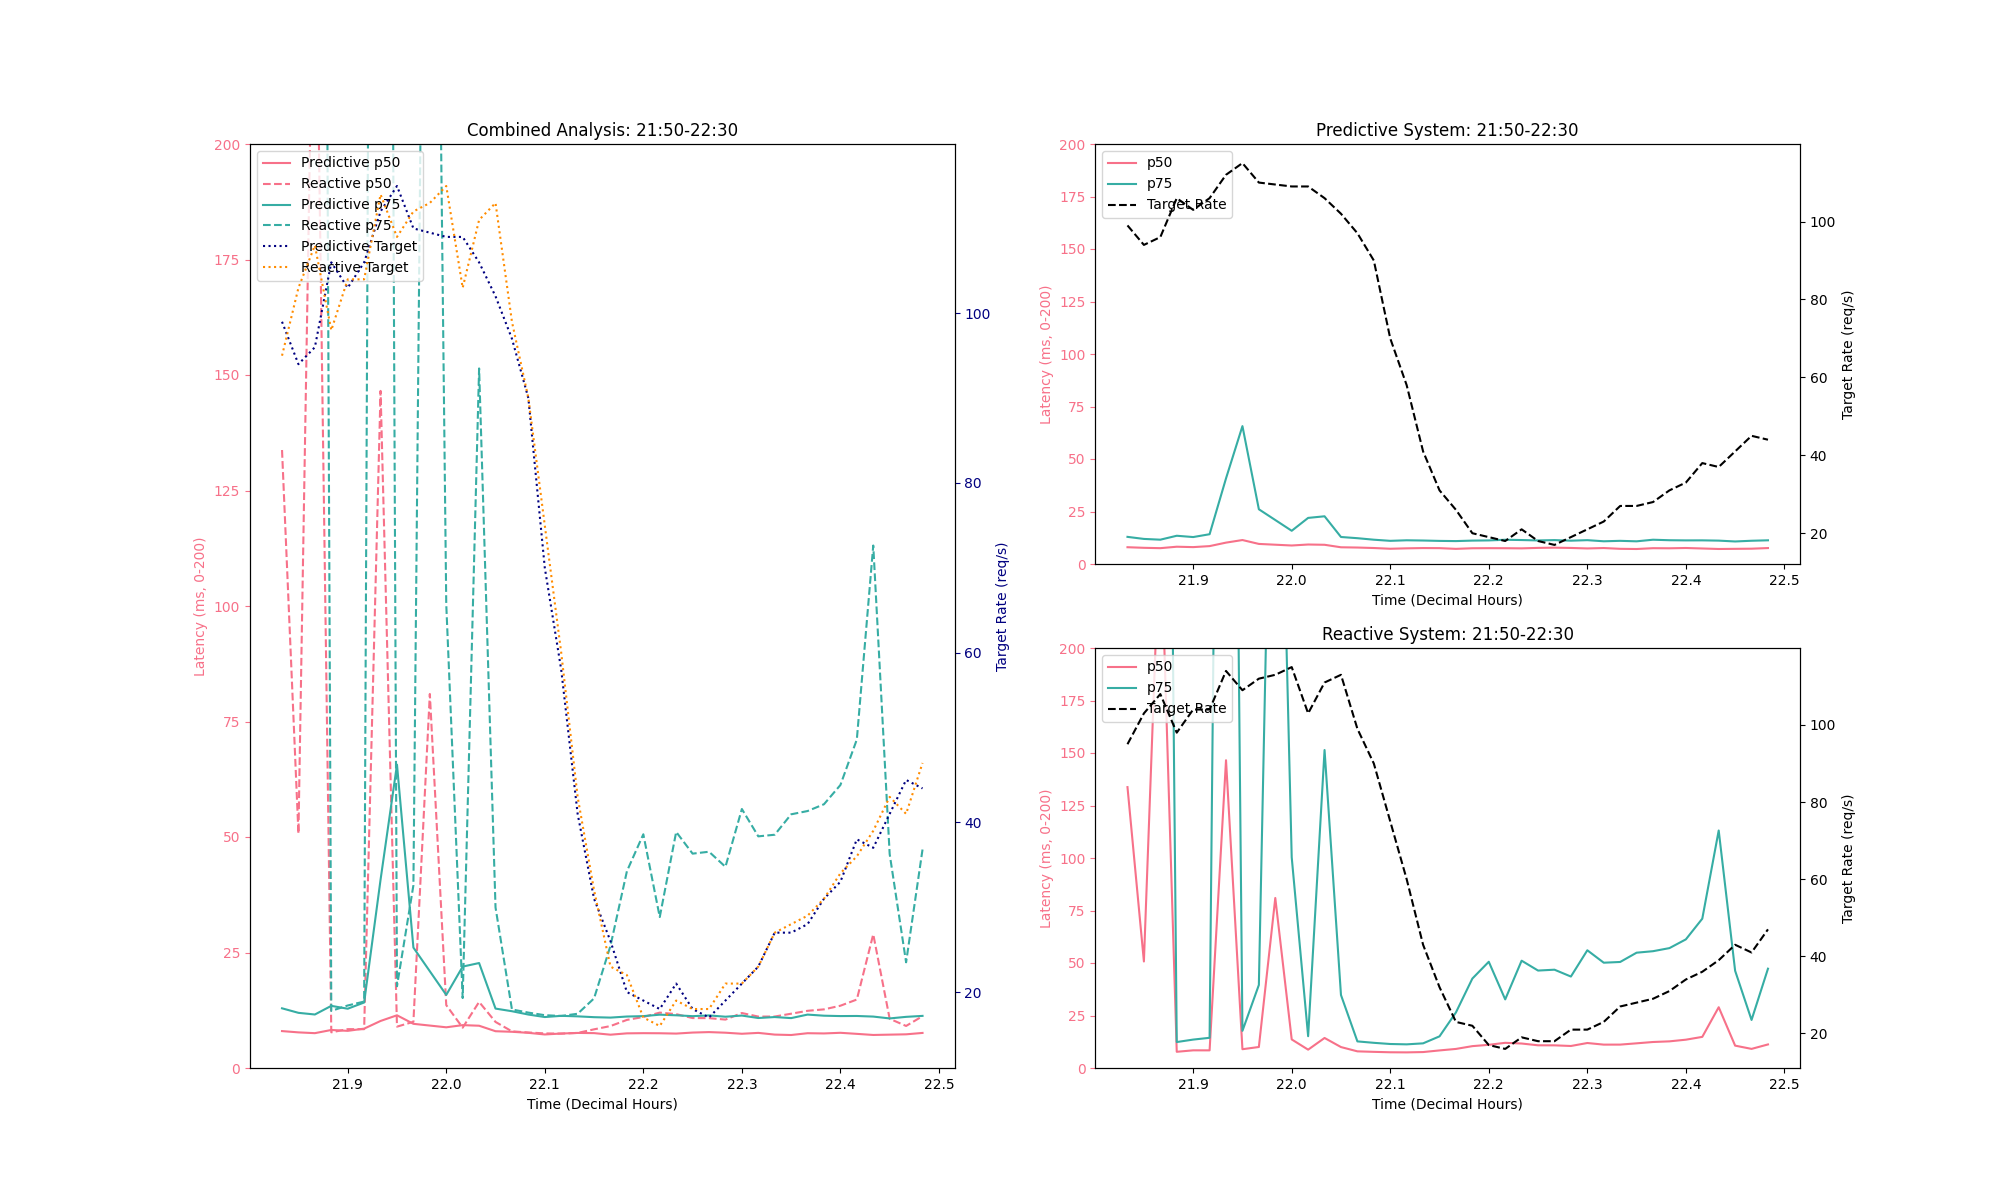 Combined Analysis: 21:50-22:30
Predictive p50
Reactive p50
Predictive p75
Reactive p75
Predictive Target
Reactive Target
200
175
150
125
100
75
50
25
0
Latency (ms, 0-200)
100
80
60
40
20
Target Rate (req/s)
21.9 22.0 22.1 22.2 22.3 22.4 22.5
Time (Decimal Hours)
Predictive System: 21:50-22:30
p50
p75
Target Rate
200
175
150
125
100
75
50
25
0
Latency (ms, 0-200)
100
80
60
40
20
Target Rate (req/s)
21.9 22.0 22.1 22.2 22.3 22.4 22.5
Time (Decimal Hours)
Reactive System: 21:50-22:30
p50
p75
Target Rate
200
175
150
125
100
75
50
25
0
Latency (ms, 0-200)
100
80
60
40
20
Target Rate (req/s)
21.9 22.0 22.1 22.2 22.3 22.4 22.5
Time (Decimal Hours)